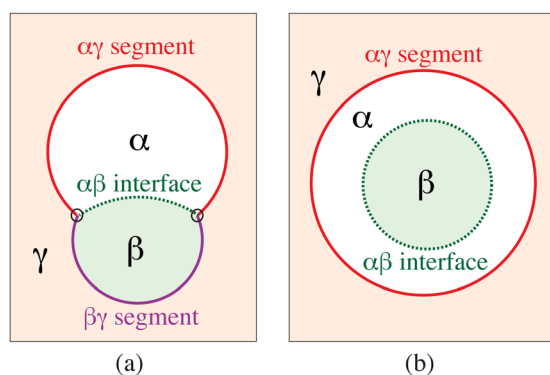 αγ segment
α
αβ interface
γ
β
βγ segment
(a)
αγ segment
γ
α
β
αβ interface
(b)